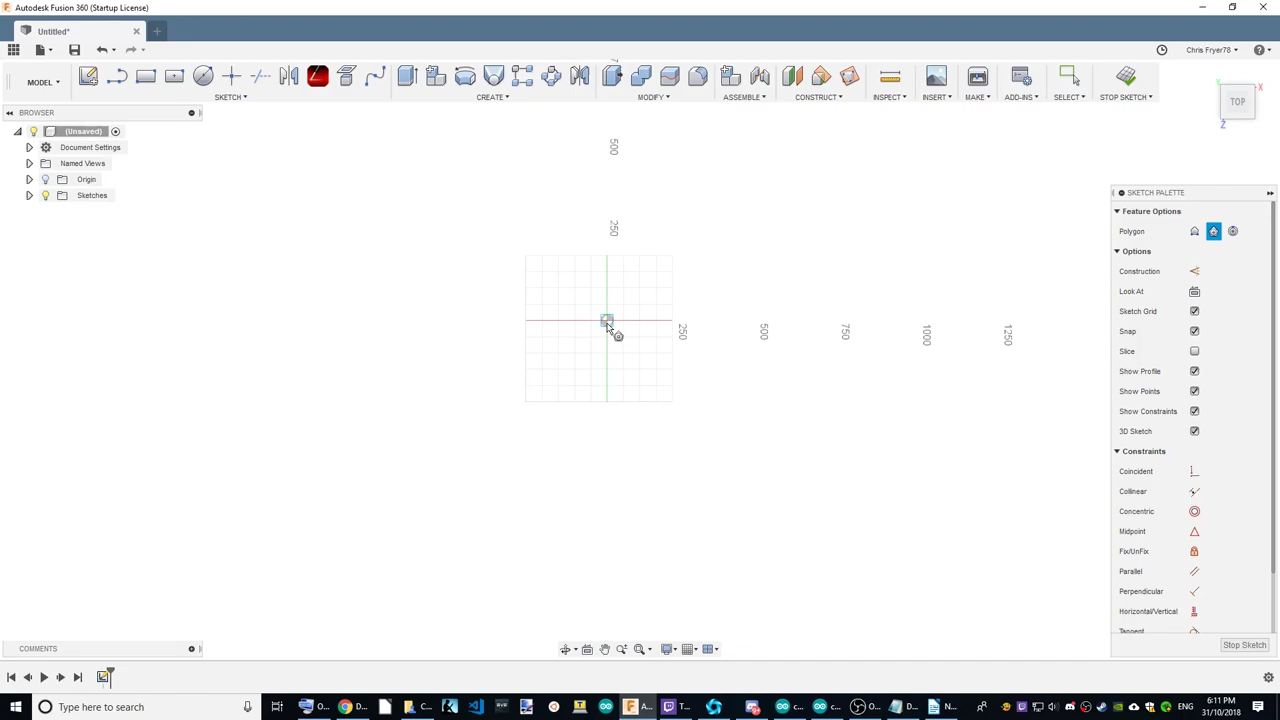 Autodesk Fusion 360 (Startup License)
Untitled*
Chris Fryer78
MODEL
SKETCH
CREATE
MODIFY
ASSEMBLE
CONSTRUCT
INSPECT
INSERT
MAKE
ADD-INS
SELECT
STOP SKETCH
BROWSER
(Unsaved)
Document Settings
Named Views
Origin
Sketches
TOP
X
Y
Z
500
250
250
500
750
1000
1250
SKETCH PALETTE
Feature Options
Polygon
Options
Construction
Look At
Sketch Grid
Snap
Slice
Show Profile
Show Points
Show Constraints
3D Sketch
Constraints
Coincident
Collinear
Concentric
Midpoint
Fix/UnFix
Parallel
Perpendicular
Horizontal/Vertical
Tangent
Stop Sketch
COMMENTS
Type here to search
O...
C...
C...
F...
A...
T...
C...
C...
O...
D...
N...
ENG
6:11 PM
31/10/2018